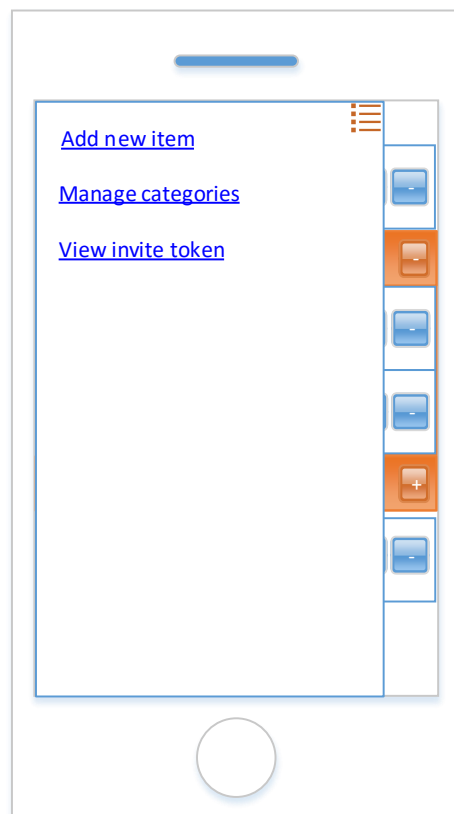 Add new item
Manage categories
View invite token
-
-
-
-
+
-